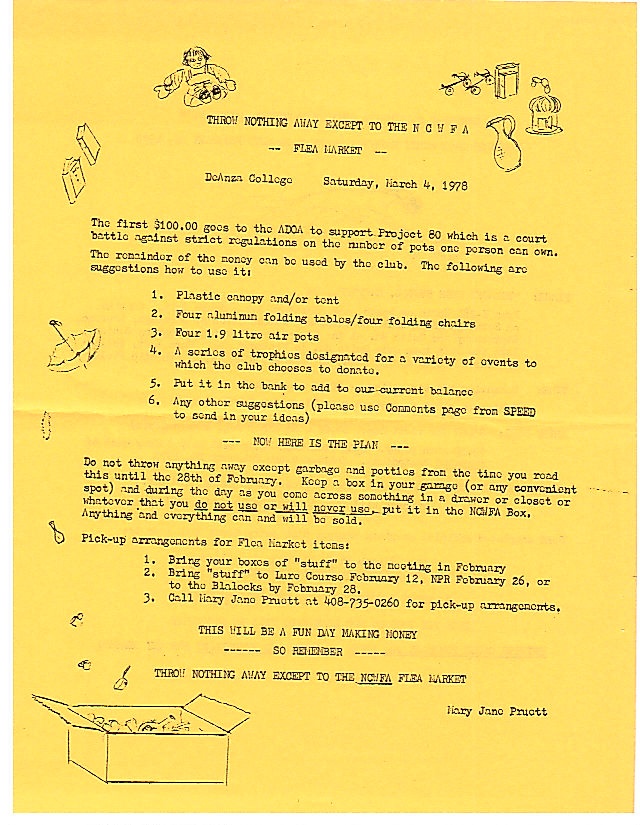 THROW NOTHING AWAY EXCEPT TO THE N C W F A
-- FLEA MARKET --
DeAnza College Saturday, March 4, 1978
The first $100.00 goes to the ADOA to support Project 80 which is a court
battle against strict regulations on the number of pets one person can own.
The remainder of the money can be used by the club. The following are
suggestions how to use it:
1. Plastic canopy and/or tent
2. Four aluminum folding tables/four folding chairs
3. Four 1.9 litre air pots
4. A series of trophies designated for a variety of events to
which the club chooses to donate.
5. Put it in the bank to add to our current balance
6. Any other suggestions (please use Comments page from SPEED
to send in your ideas)
--- NOW HERE IS THE PLAN ---
Do not throw anything away except garbage and potties from the time you read
this until the 28th of February. Keep a box in your garage (or any convenient
spot) and during the day as you come across something in a drawer or closet or
whatever that you do not use or will never use, put it in the NCWFA Box.
Anything and everything can and will be sold.
Pick-up arrangements for Flea Market items:
1. Bring your boxes of "stuff" to the meeting in February
2. Bring "stuff" to Lure Course February 12, NPR February 26, or
to the Blalocks by February 28.
3. Call Mary Jane Pruett at 408-735-0260 for pick-up arrangements.
THIS WILL BE A FUN DAY MAKING MONEY
------ SO REMEMBER -----
THROW NOTHING AWAY EXCEPT TO THE NCWFA FLEA MARKET
Mary Jane Pruett